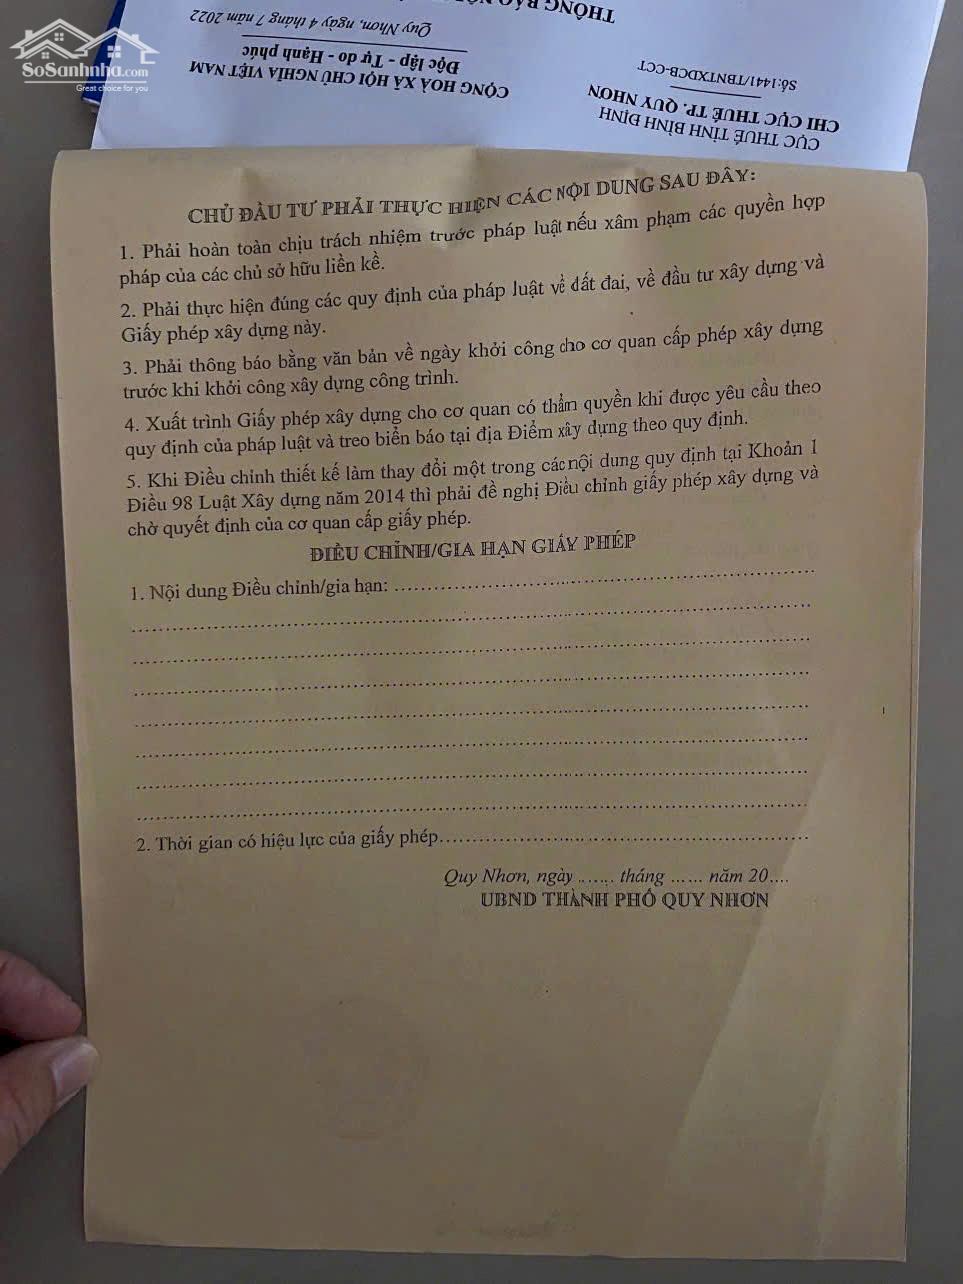 SoSanhnha.com
Great choice for you
CỤC THUẾ TỈNH BÌNH ĐỊNH
CHI CỤC THUẾ TP. QUY NHƠN
Số:1441/TBNTXDCB-CCT
CỘNG HOÀ XÃ HỘI CHỦ NGHĨA VIỆT NAM
Độc lập - Tự do - Hạnh phúc
Quy Nhơn, ngày 4 tháng 7 năm 2022
THÔNG BÁO
CHỦ ĐẦU TƯ PHẢI THỰC HIỆN CÁC NỘI DUNG SAU ĐÂY:
1. Phải hoàn toàn chịu trách nhiệm trước pháp luật nếu xâm phạm các quyền hợp
pháp của các chủ sở hữu liền kề.
2. Phải thực hiện đúng các quy định của pháp luật về đất đai, về đầu tư xây dựng và
Giấy phép xây dựng này.
3. Phải thông báo bằng văn bản về ngày khởi công cho cơ quan cấp phép xây dựng
trước khi khởi công xây dựng công trình.
4. Xuất trình Giấy phép xây dựng cho cơ quan có thẩm quyền khi được yêu cầu theo
quy định của pháp luật và treo biển báo tại địa Điểm xây dựng theo quy định.
5. Khi Điều chỉnh thiết kế làm thay đổi một trong các nội dung quy định tại Khoản 1
Điều 98 Luật Xây dựng năm 2014 thì phải đề nghị Điều chỉnh giấy phép xây dựng và
chờ quyết định của cơ quan cấp giấy phép.
ĐIỀU CHỈNH/GIA HẠN GIẤY PHÉP
1. Nội dung Điều chỉnh/gia hạn: ................
2. Thời gian có hiệu lực của giấy phép................
Quy Nhơn, ngày ....... tháng ...... năm 20....
UBND THÀNH PHỐ QUY NHƠN